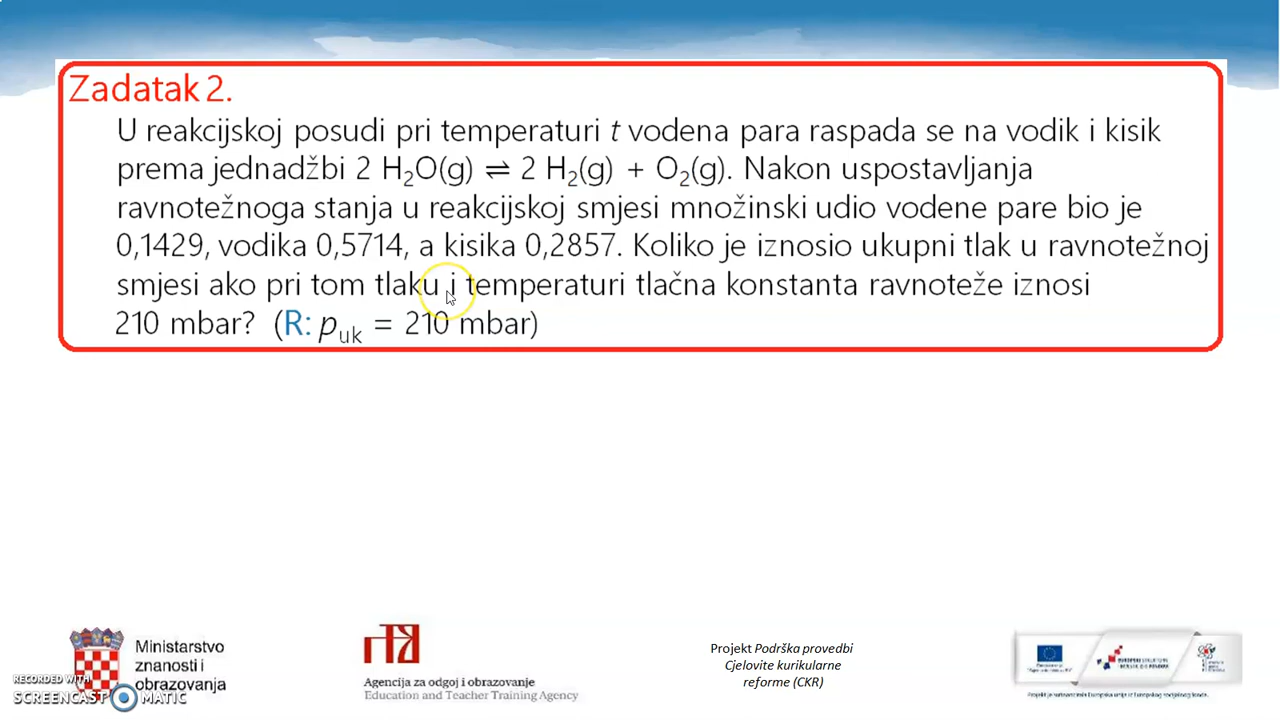 Zadatak 2.
U reakcijskoj posudi pri temperaturi t vodena para raspada se na vodik i kisik
prema jednadžbi 2 H₂O(g) ⇌ 2 H₂(g) + O₂(g). Nakon uspostavljanja
ravnotežnoga stanja u reakcijskoj smjesi množinski udio vodene pare bio je
0,1429, vodika 0,5714, a kisika 0,2857. Koliko je iznosio ukupni tlak u ravnotežnoj
smjesi ako pri tom tlaku i temperaturi tlačna konstanta ravnoteže iznosi
210 mbar? (R: pᵤₖ = 210 mbar)
Ministarstvo
znanosti i
obrazovanja
Agencija za odgoj i obrazovanje
Education and Teacher Training Agency
Projekt Podrška provedbi
Cjelovite kurikularne
reforme (CKR)
RECORDED WITH
SCREENCAST MATIC